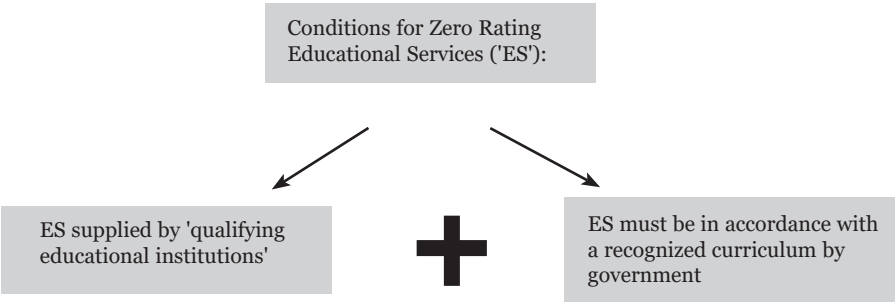 Conditions for Zero Rating
Educational Services ('ES'):
ES supplied by 'qualifying
educational institutions'
ES must be in accordance with
a recognized curriculum by
government